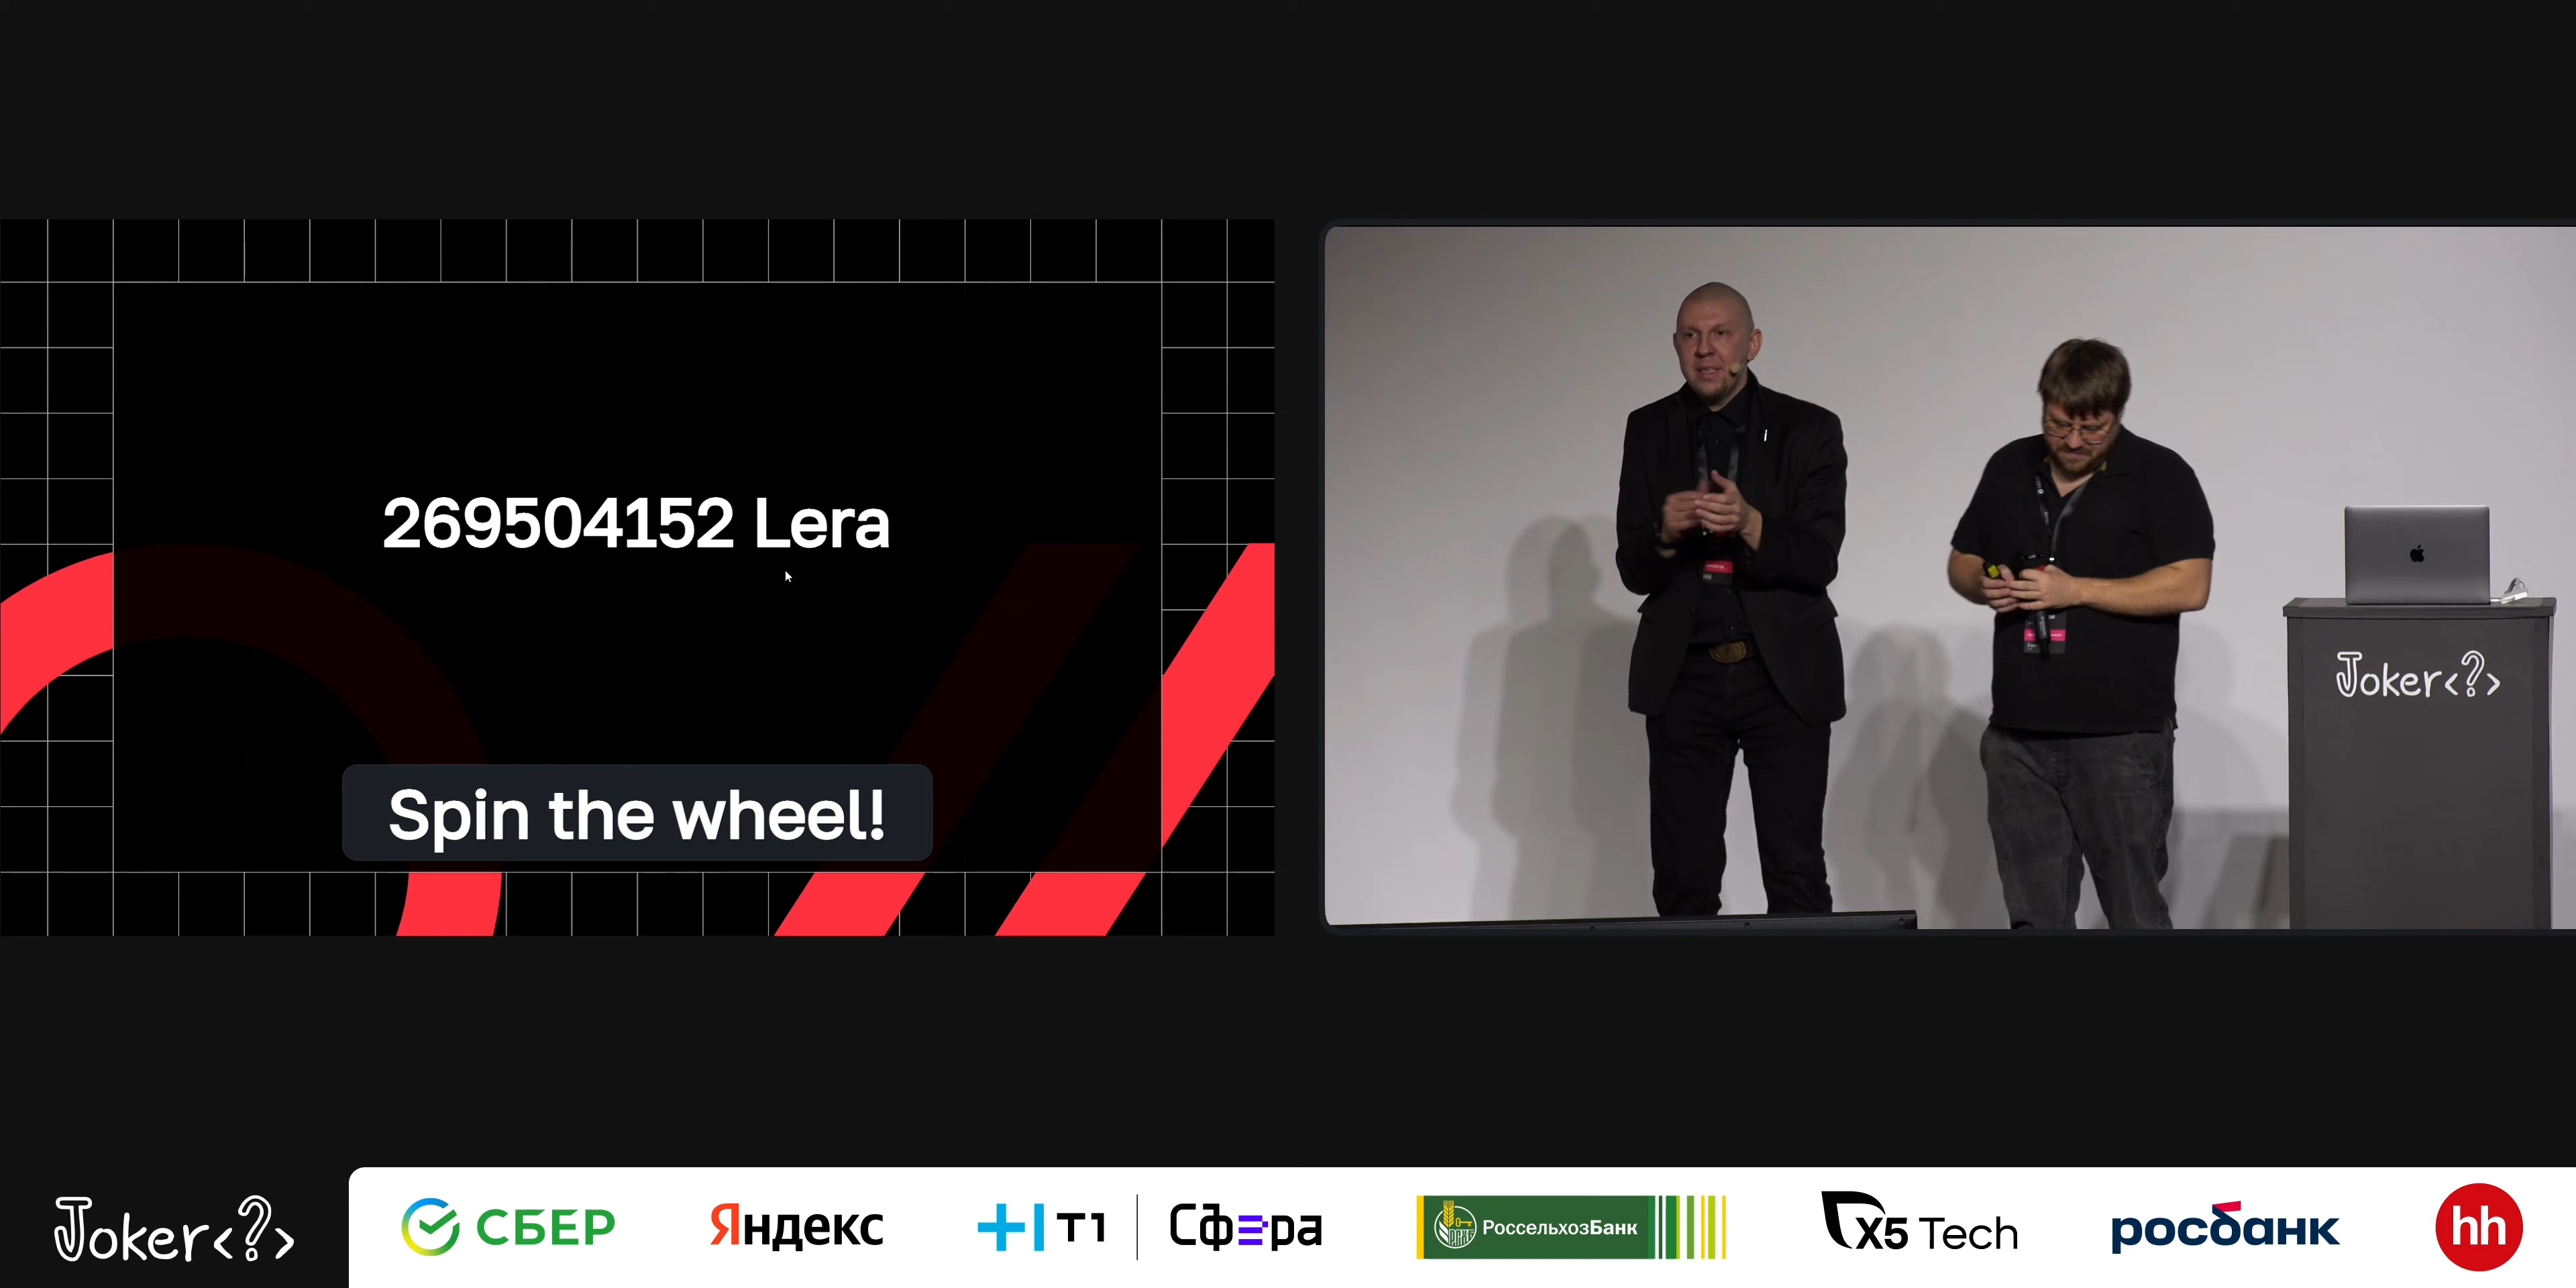 269504152 Lera
Spin the wheel!
Joker<?>
Joker<?>
СБЕР
Яндекс
Т1
Сфера
РоссельхозБанк
X5 Tech
росбанк
hh